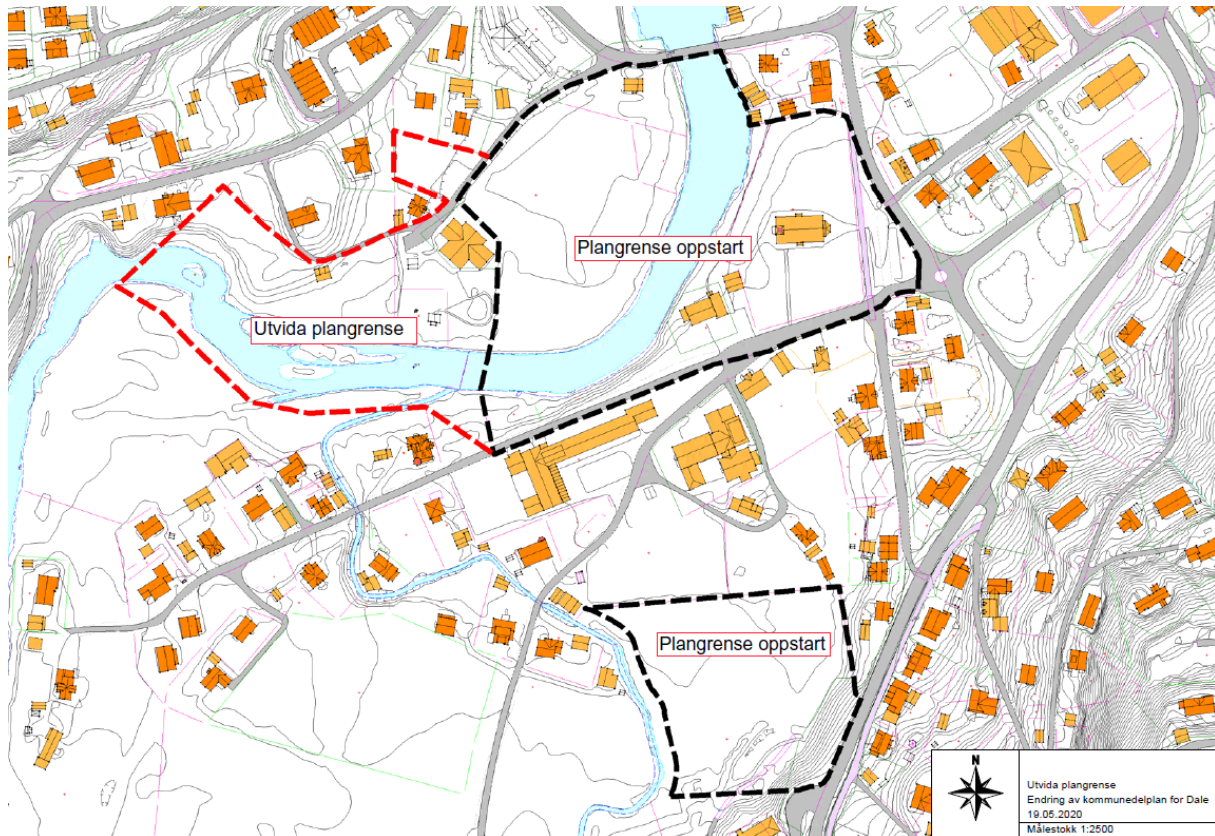 Plangrense oppstart
Utvida plangrense
Plangrense oppstart
N
Utvida plangrense
Endring av kommunedelplan for Dale
19.05.2020
Målestokk 1:2500